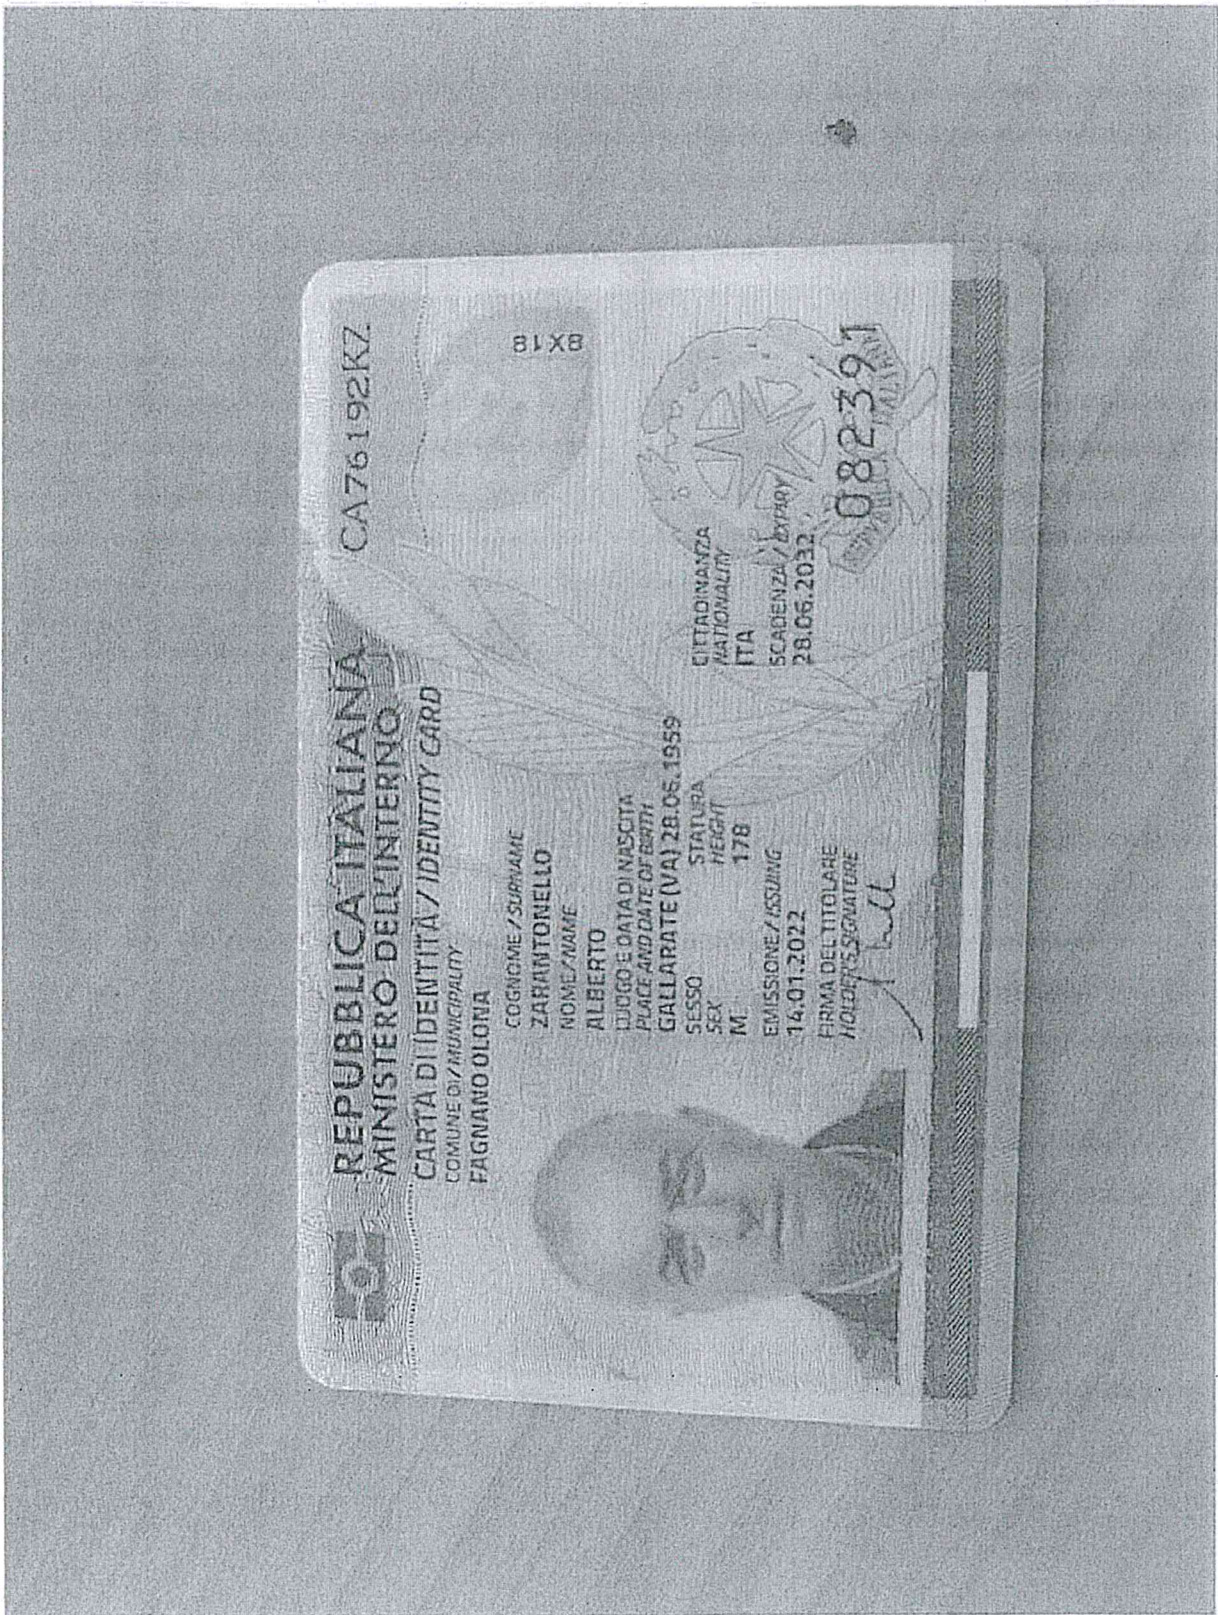 REPUBBLICA ITALIANA
MINISTERO DELL'INTERNO
CA76192KZ
CARTA DI IDENTITÀ / IDENTITY CARD
COMUNE DI / MUNICIPALITY
FAGNANO OLONA
8X18
COGNOME / SURNAME
ZARANTONELLO
NOME / NAME
ALBERTO
LUOGO E DATA DI NASCITA
PLACE AND DATE OF BIRTH
GALLARATE (VA) 28.06.1959
SESSO STATURA CITTADINANZA
SEX HEIGHT NATIONALITY
M 178 ITA
EMISSIONE / ISSUING SCADENZA / EXPIRY
14.01.2022 28.06.2032
FIRMA DEL TITOLARE
HOLDER'S SIGNATURE
082391